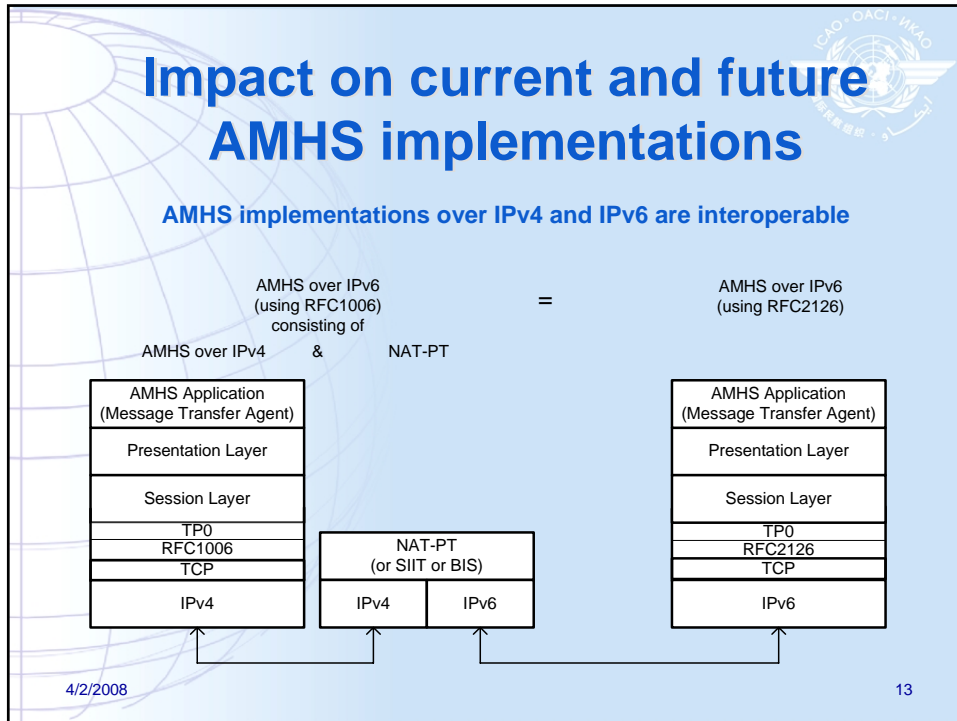 Impact on current and future
AMHS implementations
AMHS implementations over IPv4 and IPv6 are interoperable
AMHS over IPv6
(using RFC1006)
consisting of
=
AMHS over IPv6
(using RFC2126)
AMHS over IPv4 & NAT-PT
AMHS Application
(Message Transfer Agent)
Presentation Layer
Session Layer
TP0
RFC1006
TCP
IPv4
NAT-PT
(or SIIT or BIS)
IPv4 IPv6
AMHS Application
(Message Transfer Agent)
Presentation Layer
Session Layer
TP0
RFC2126
TCP
IPv6
4/2/2008
13
ICAO · OACI · ИКАО